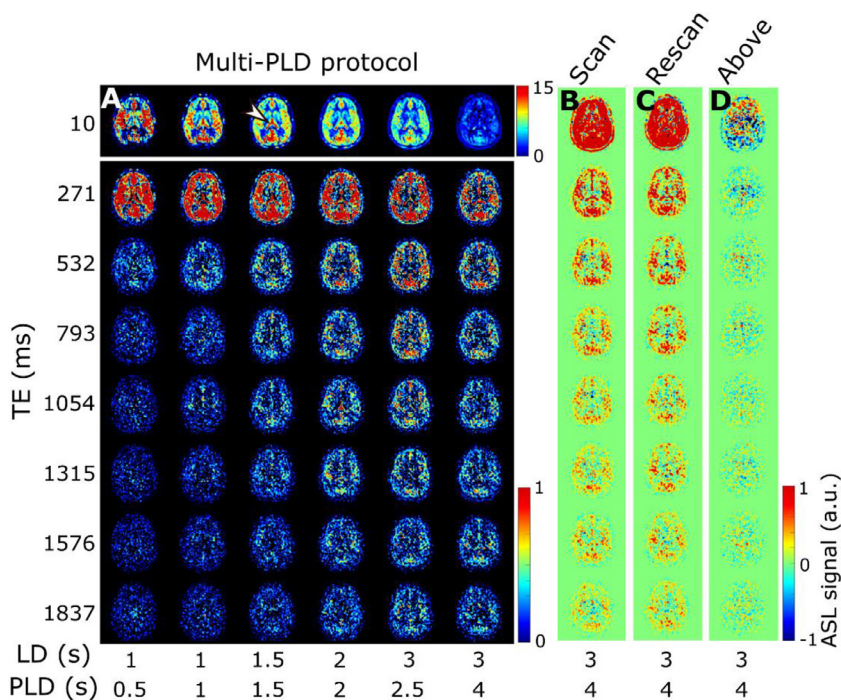 Multi-PLD protocol
Scan
Rescan
Above
A
B
C
D
15
0
TE (ms)
10
271
532
793
1054
1315
1576
1837
1
0
1
0
-1
ASL signal (a.u.)
LD (s) 1 1 1.5 2 3 3 3 3 3
PLD (s) 0.5 1 1.5 2 2.5 4 4 4 4